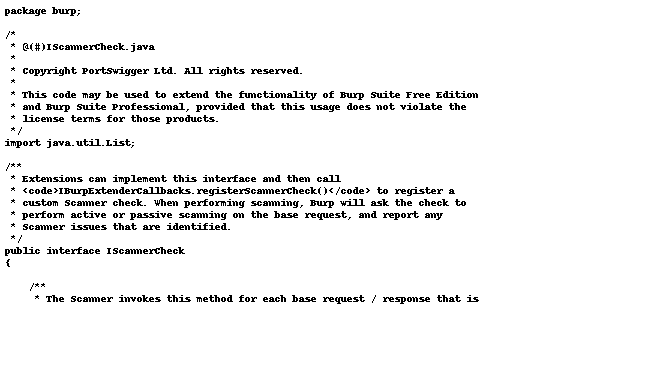 package burp;

/*
 * @(#)IScannerCheck.java
 *
 * Copyright PortSwigger Ltd. All rights reserved.
 *
 * This code may be used to extend the functionality of Burp Suite Free Edition
 * and Burp Suite Professional, provided that this usage does not violate the
 * license terms for those products.
 */
import java.util.List;

/**
 * Extensions can implement this interface and then call
 * <code>IBurpExtenderCallbacks.registerScannerCheck()</code> to register a
 * custom Scanner check. When performing scanning, Burp will ask the check to
 * perform active or passive scanning on the base request, and report any
 * Scanner issues that are identified.
 */
public interface IScannerCheck
{

    /**
     * The Scanner invokes this method for each base request / response that is